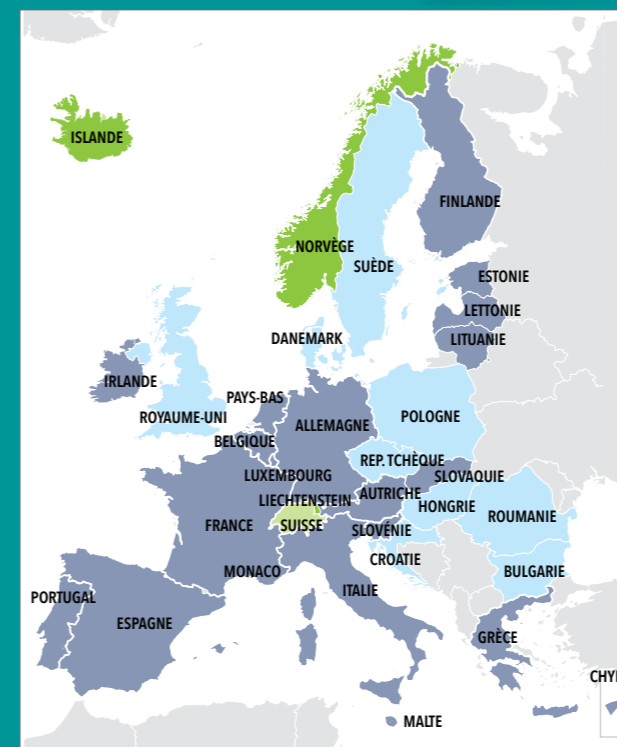 ISLANDE
FINLANDE
NORVÈGE
SUÈDE
ESTONIE
LETTONIE
DANEMARK
LITUANIE
IRLANDE
PAYS-BAS
ROYAUME-UNI
ALLEMAGNE
POLOGNE
BELGIQUE
REP. TCHÈQUE
LUXEMBOURG
SLOVAQUIE
AUTRICHE
LIECHTENSTEIN
HONGRIE
ROUMANIE
FRANCE
SUISSE
SLOVÉNIE
CROATIE
MONACO
BULGARIE
ITALIE
PORTUGAL
ESPAGNE
GRÈCE
MALTE